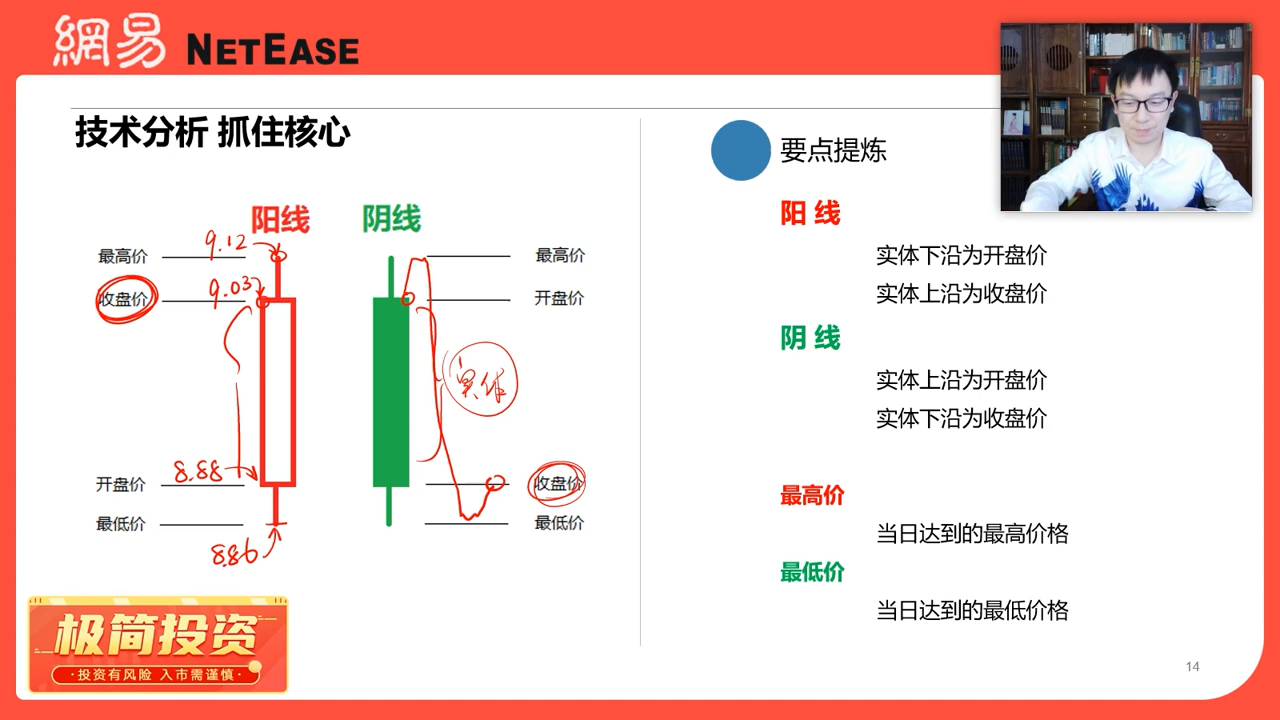 網易 NETEASE
技术分析 抓住核心
阳线
阴线
最高价
9.12
收盘价
9.03
开盘价
8.88
最低价
8.86
最高价
开盘价
实体
收盘价
最低价
极简投资
·投资有风险 入市需谨慎·
要点提炼
阳 线
实体下沿为开盘价
实体上沿为收盘价
阴 线
实体上沿为开盘价
实体下沿为收盘价
最高价
当日达到的最高价格
最低价
当日达到的最低价格
14